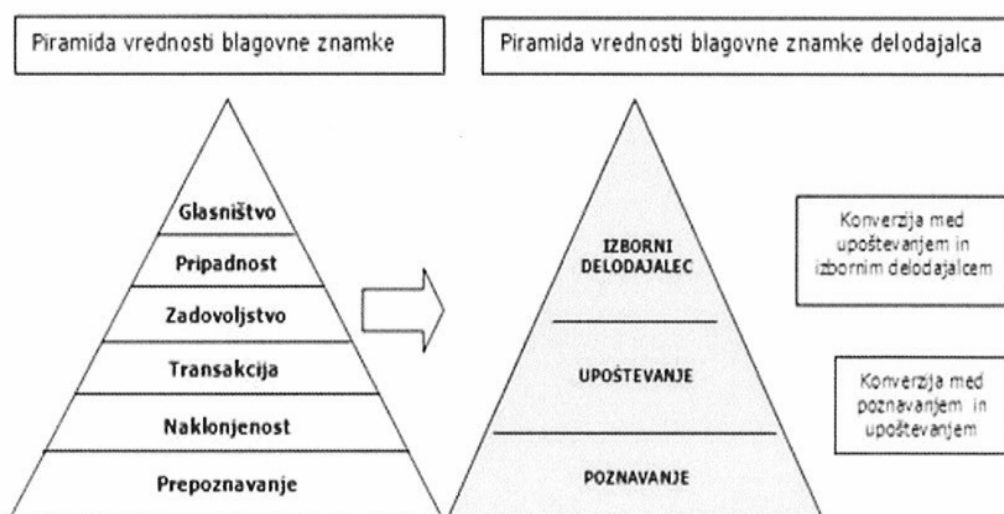 Piramida vrednosti blagovne znamke
Piramida vrednosti blagovne znamke delodajalca
Glasništvo
Pripadnost
Zadovoljstvo
Transakcija
Naklonjenost
Prepoznavanje
IZBORNI
DELODAJALEC
UPOŠTEVANJE
POZNAVANJE
Konverzija med
upoštevanjem in
izbornim delodajalcem
Konverzija med
poznavanjem in
upoštevanjem